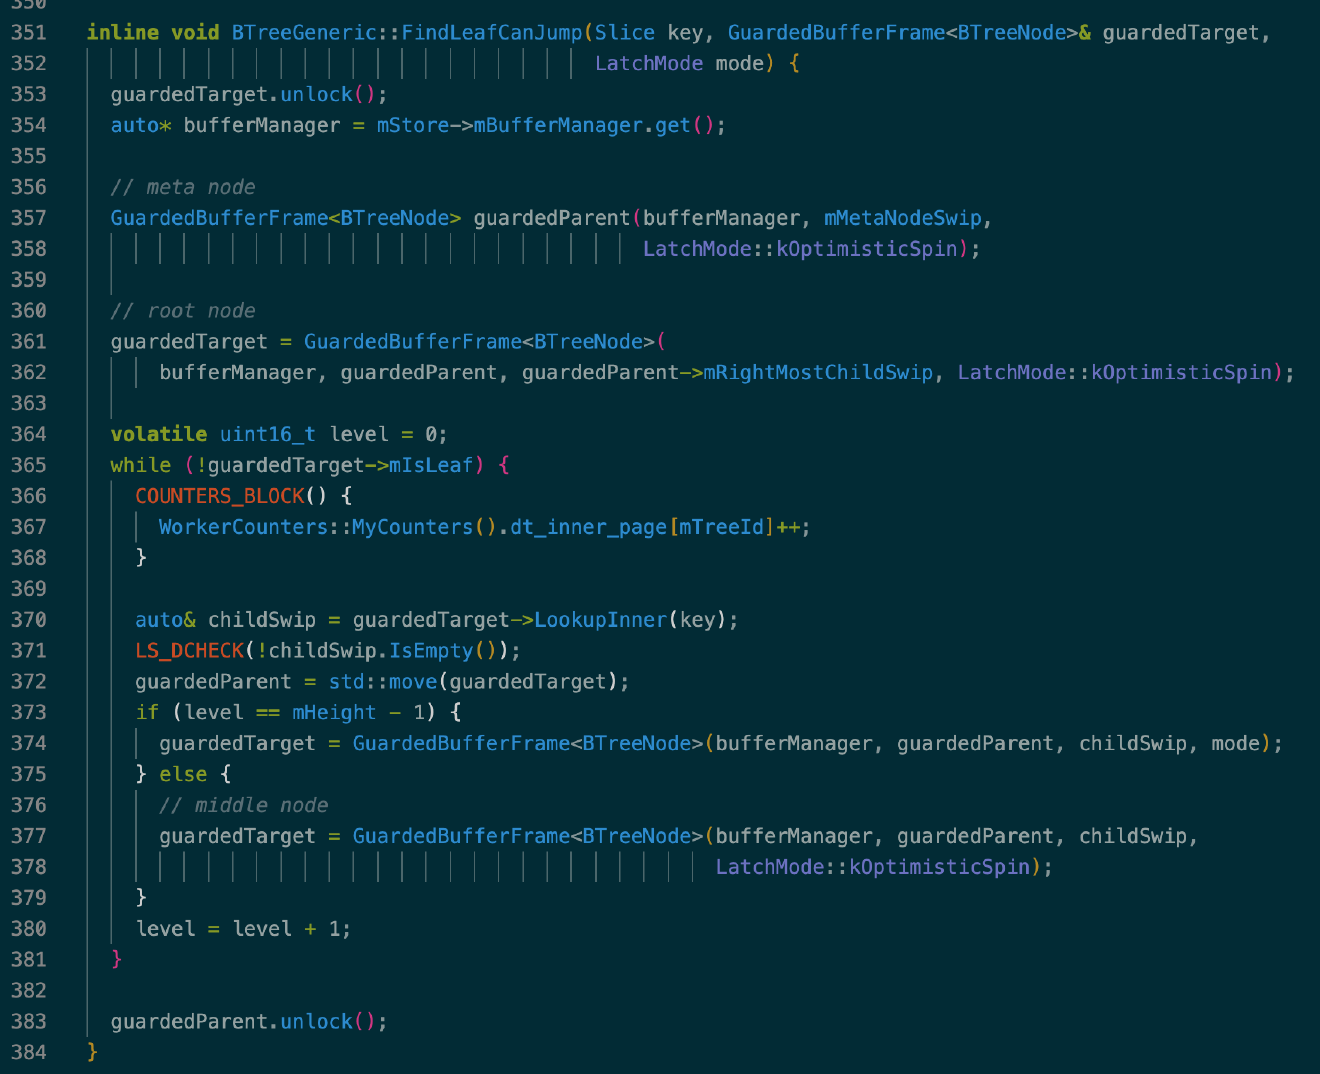 350
351 inline void BTreeGeneric::FindLeafCanJump(Slice key, GuardedBufferFrame<BTreeNode>& guardedTarget,
352 LatchMode mode) {
353 guardedTarget.unlock();
354 auto* bufferManager = mStore->mBufferManager.get();
355
356 // meta node
357 GuardedBufferFrame<BTreeNode> guardedParent(bufferManager, mMetaNodeSwip,
358 LatchMode::kOptimisticSpin);
359
360 // root node
361 guardedTarget = GuardedBufferFrame<BTreeNode>(
362 bufferManager, guardedParent, guardedParent->mRightMostChildSwip, LatchMode::kOptimisticSpin);
363
364 volatile uint16_t level = 0;
365 while (!guardedTarget->mIsLeaf) {
366 COUNTERS_BLOCK() {
367 WorkerCounters::MyCounters().dt_inner_page[mTreeId]++;
368 }
369
370 auto& childSwip = guardedTarget->LookupInner(key);
371 LS_DCHECK(!childSwip.IsEmpty());
372 guardedParent = std::move(guardedTarget);
373 if (level == mHeight - 1) {
374 guardedTarget = GuardedBufferFrame<BTreeNode>(bufferManager, guardedParent, childSwip, mode);
375 } else {
376 // middle node
377 guardedTarget = GuardedBufferFrame<BTreeNode>(bufferManager, guardedParent, childSwip,
378 LatchMode::kOptimisticSpin);
379 }
380 level = level + 1;
381 }
382
383 guardedParent.unlock();
384 }